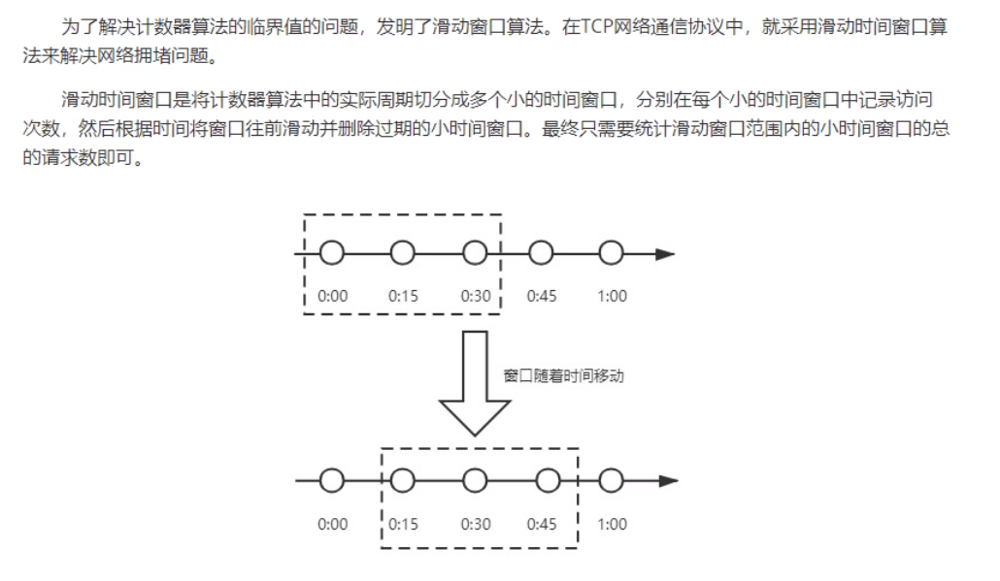 为了解决计数器算法的临界值的问题，发明了滑动窗口算法。在TCP网络通信协议中，就采用滑动时间窗口算
法来解决网络拥堵问题。
滑动时间窗口是将计数器算法中的实际周期切分成多个小的时间窗口，分别在每个小的时间窗口中记录访问
次数，然后根据时间将窗口往前滑动并删除过期的小时间窗口。最终只需要统计滑动窗口范围内的小时间窗口的总
的请求数即可。
0:00 0:15 0:30 0:45 1:00
窗口随着时间移动
0:00 0:15 0:30 0:45 1:00